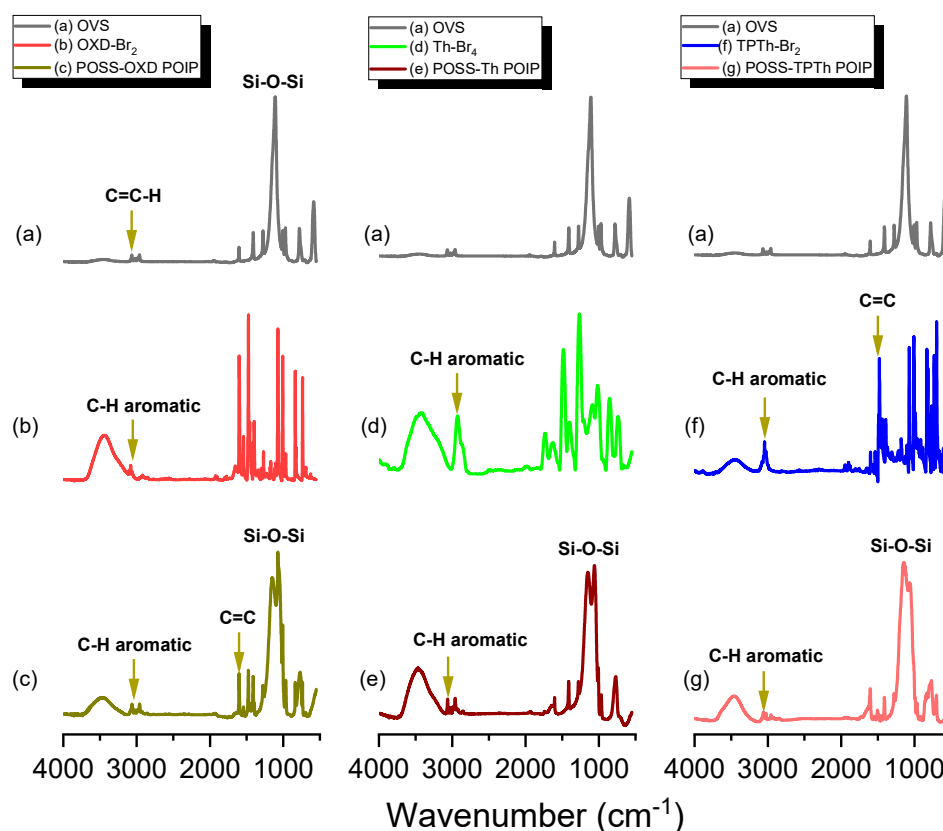 (a) OVS
(b) OXD-Br₂
(c) POSS-OXD POIP
Si-O-Si
C=C-H
(a)
C-H aromatic
(b)
Si-O-Si
C=C
C-H aromatic
(c)
4000 3000 2000 1000
(a) OVS
(d) Th-Br₄
(e) POSS-Th POIP
(a)
C-H aromatic
(d)
Si-O-Si
C-H aromatic
(e)
4000 3000 2000 1000
(a) OVS
(f) TPTh-Br₂
(g) POSS-TPTh POIP
(a)
C=C
C-H aromatic
(f)
Si-O-Si
C-H aromatic
(g)
4000 3000 2000 1000
Wavenumber (cm⁻¹)